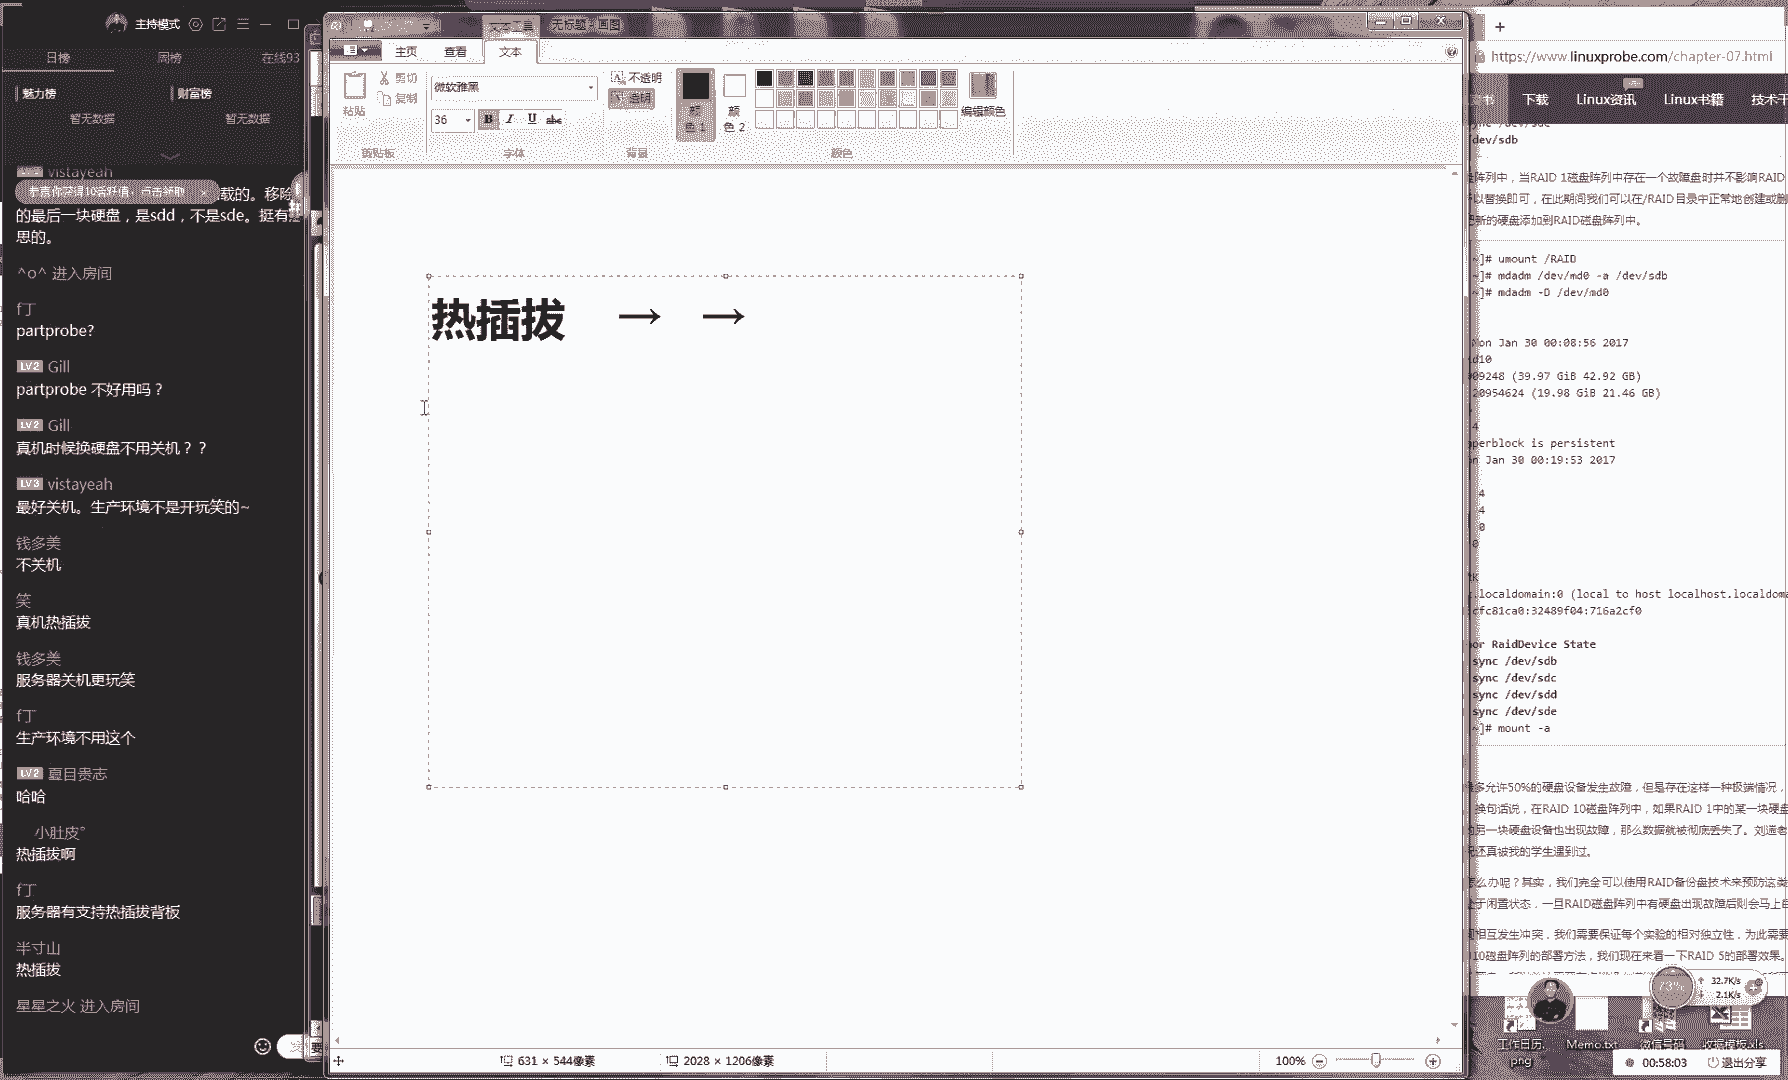 主持模式
日榜 周榜 在线93
魅力榜 财富榜
暂无数据 暂无数据
vistayeah
载的。移除
的最后一块硬盘，是sdd，不是sde。挺有
思的。
^o^ 进入房间
f丁
partprobe?
LV2 Gill
partprobe 不好用吗？
LV2 Gill
真机时候换硬盘不用关机？？
LV3 vistayeah
最好关机。生产环境不是开玩笑的~
钱多美
不关机
笑
真机热插拔
钱多美
服务器关机更玩笑
f丁
生产环境不用这个
LV2 夏目贵志
哈哈
小肚皮°
热插拔啊
f丁
服务器有支持热插拔背板
半寸山
热插拔
星星之火 进入房间
文本工具 无标题 - 画图
主页 查看 文本
粘贴
剪切
复制
剪贴板
微软雅黑
36 B I U abc
字体
不透明
透明
背景
颜色 1
颜色 2
编辑颜色
颜色
热插拔 → →
631 × 544像素 2028 × 1206像素 100%
https://www.linuxprobe.com/chapter-07.html
下载 Linux资讯 Linux书籍 技术干
/dev/sdb
阵列中，当RAID 1磁盘阵列中存在一个故障盘时并不影响RAID
以替换即可，在此期间我们可以在/RAID目录中正常地创建或删
新的硬盘添加到RAID磁盘阵列中。
~]# umount /RAID
~]# mdadm /dev/md0 -a /dev/sdb
~]# mdadm -D /dev/md0
on Jan 30 00:08:56 2017
id10
09248 (39.97 GiB 42.92 GB)
20954624 (19.98 GiB 21.46 GB)
4
perblock is persistent
n Jan 30 00:19:53 2017
4
4
0
0
.localdomain:0 (local to host localhost.localdoma
cfc81ca0:32489f04:716a2cf0
or RaidDevice State
sync /dev/sdb
sync /dev/sdc
sync /dev/sdd
sync /dev/sde
~]# mount -a
多允许50%的硬盘设备发生故障，但是存在这样一种极端情况，
换句话说，在RAID 10磁盘阵列中，如果RAID 1中的某一块硬盘
另一块硬盘设备也出现故障，那么数据就被彻底丢失了。刘遄老
还真被我的学生遇到过。
么办呢？其实，我们完全可以使用RAID备份盘技术来预防这类
于闲置状态，一旦RAID磁盘阵列中有硬盘出现故障后则会马上自
相互发生冲突，我们需要保证每个实验的相对独立性，为此需要
10磁盘阵列的部署方法，我们现在来看一下RAID 5的部署效果。
73%
32.7K/s
2.1K/s
工作日历.png Memo.txt 微信号码 收据模板.xls
00:58:03 退出分享